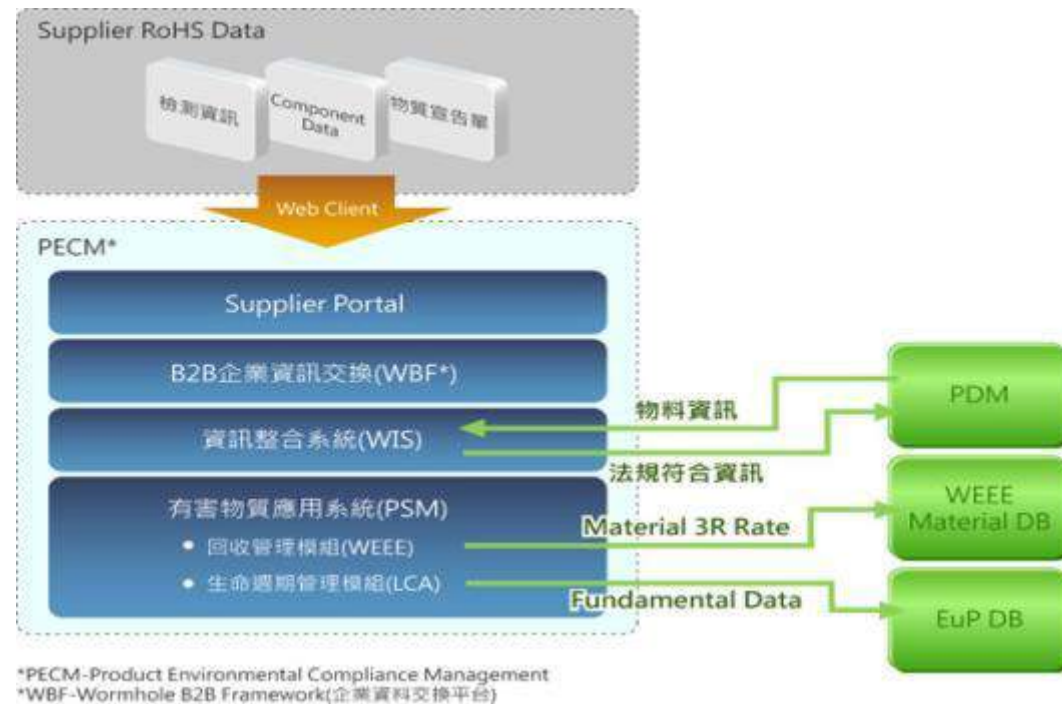 Supplier RoHS Data
檢測資訊
Component
Data
物質宣告單
Web Client
PECM*
Supplier Portal
B2B企業資訊交換(WBF*)
資訊整合系統(WIS)
有害物質應用系統(PSM)
• 回收管理模組(WEEE)
• 生命週期管理模組(LCA)
物料資訊
法規符合資訊
Material 3R Rate
Fundamental Data
PDM
WEEE
Material DB
EuP DB
*PECM-Product Environmental Compliance Management
*WBF-Wormhole B2B Framework(企業資料交換平台)